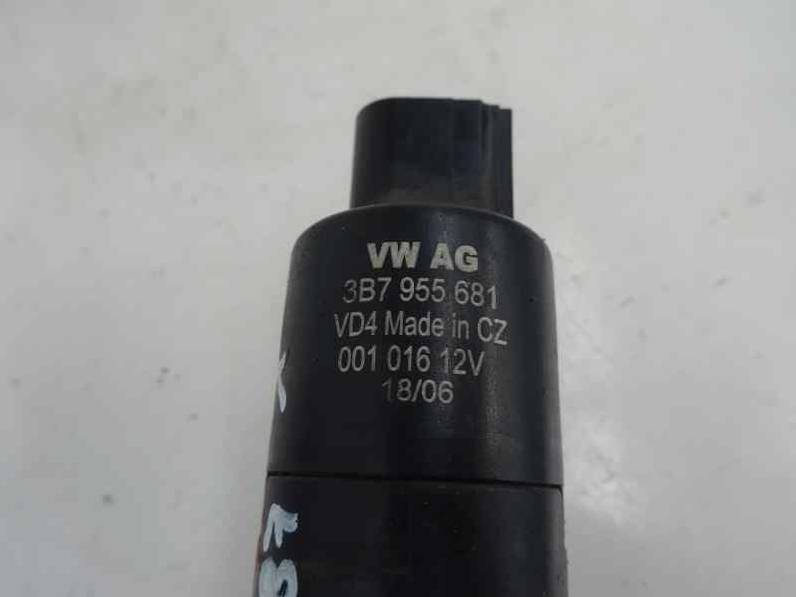 VW AG
3B7 955 681
VD4 Made in CZ
001 016 12V
18/06